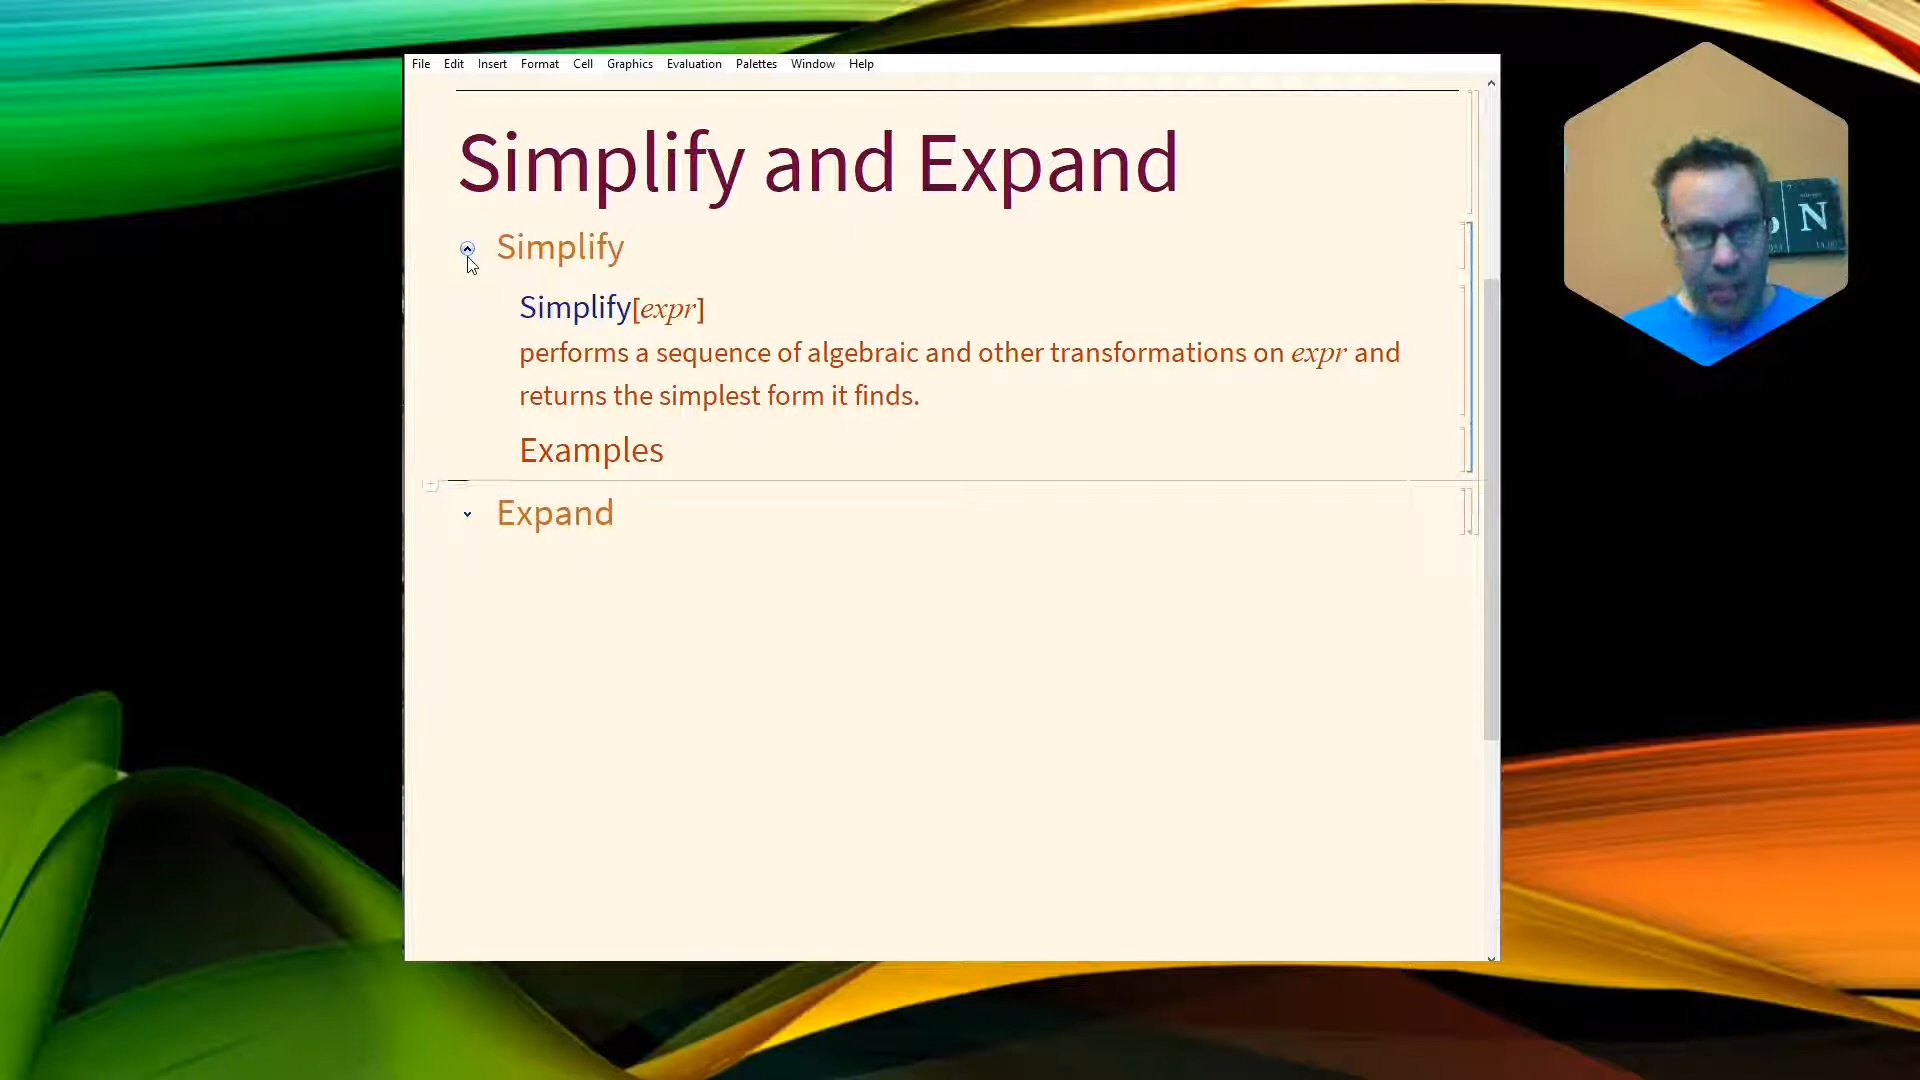 File Edit Insert Format Cell Graphics Evaluation Palettes Window Help
Simplify and Expand
Simplify
Simplify[expr]
performs a sequence of algebraic and other transformations on expr and
returns the simplest form it finds.
Examples
Expand
N